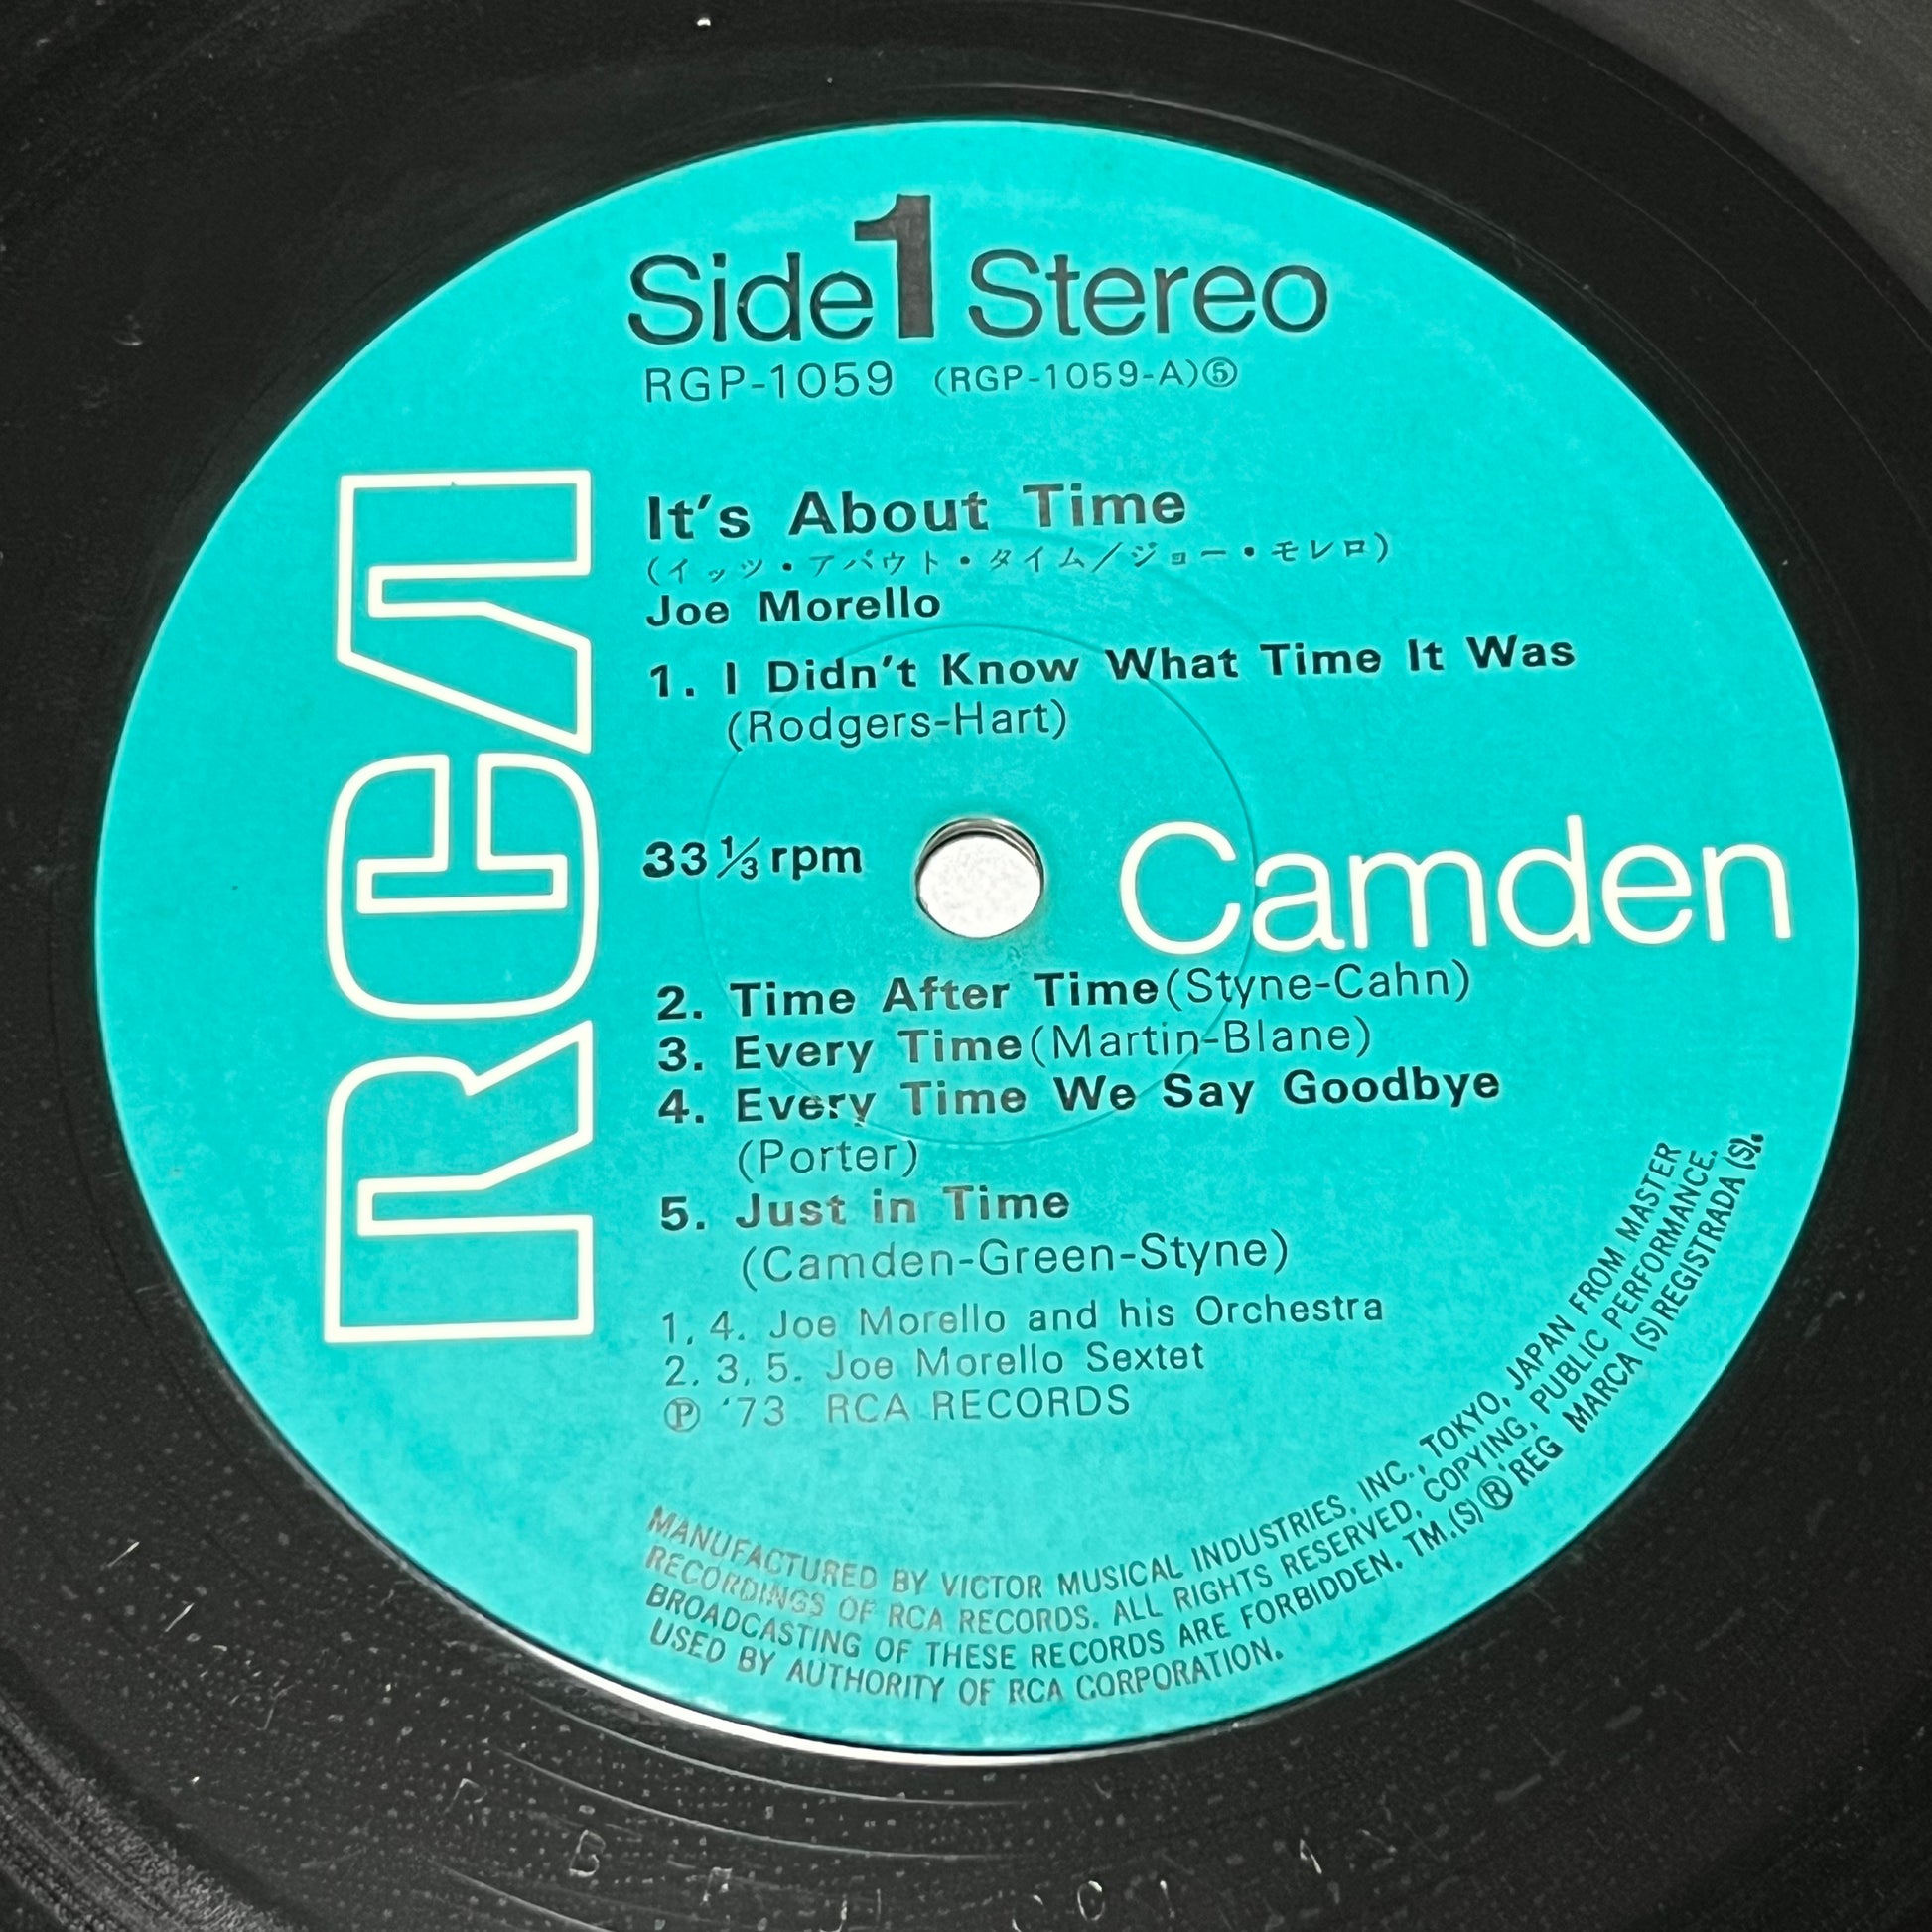 Side 1 Stereo
RGP-1059 (RGP-1059-A)⑤
It's About Time
(イッツ・アバウト・タイム/ジョー・モレロ)
Joe Morello
1. I Didn't Know What Time It Was
(Rodgers-Hart)
RCA
33⅓ rpm
Camden
2. Time After Time(Styne-Cahn)
3. Every Time(Martin-Blane)
4. Every Time We Say Goodbye
(Porter)
5. Just in Time
(Camden-Green-Styne)
1, 4. Joe Morello and his Orchestra
2, 3, 5. Joe Morello Sextet
Ⓟ '73 RCA RECORDS
MANUFACTURED BY VICTOR MUSICAL INDUSTRIES, INC., TOKYO, JAPAN FROM MASTER
RECORDINGS OF RCA RECORDS. ALL RIGHTS RESERVED, COPYING, PUBLIC PERFORMANCE.
BROADCASTING OF THESE RECORDS ARE FORBIDDEN. TM.(S)® REG MARCA (S) REGISTRADA (S).
USED BY AUTHORITY OF RCA CORPORATION.